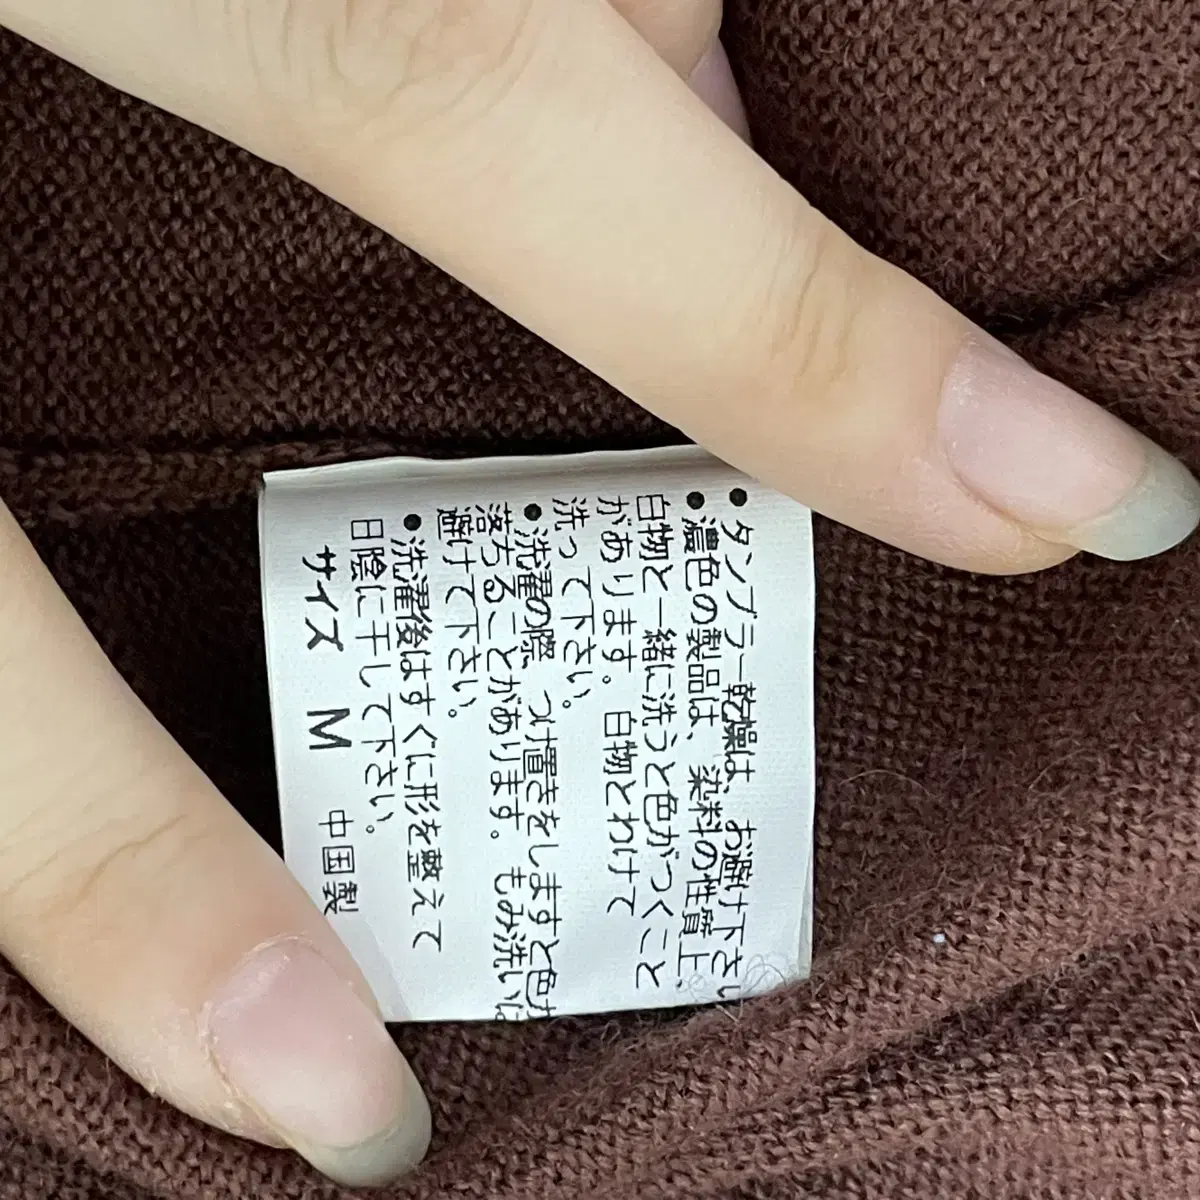 ●タンブラー乾燥は、お避け下さい
●濃色の製品は、染料の性質上、
白物と一緒に洗うと色がつくこと
があります。白物とわけて
洗って下さい。
●洗濯の際、つけ置きをしますと色が
落ちることがあります。もみ洗いは
避けて下さい。
●洗濯後はすぐに形を整えて
日陰に干して下さい。
サイズ M 中国製